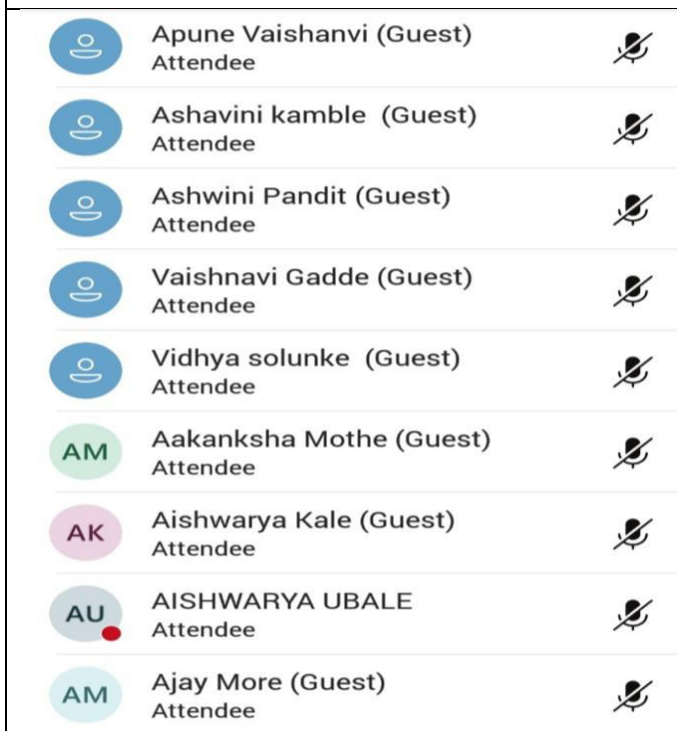 Apune Vaishanvi (Guest)
Attendee
Ashavini kamble (Guest)
Attendee
Ashwini Pandit (Guest)
Attendee
Vaishnavi Gadde (Guest)
Attendee
Vidhya solunke (Guest)
Attendee
AM Aakanksha Mothe (Guest)
Attendee
AK Aishwarya Kale (Guest)
Attendee
AU AISHWARYA UBALE
Attendee
AM Ajay More (Guest)
Attendee